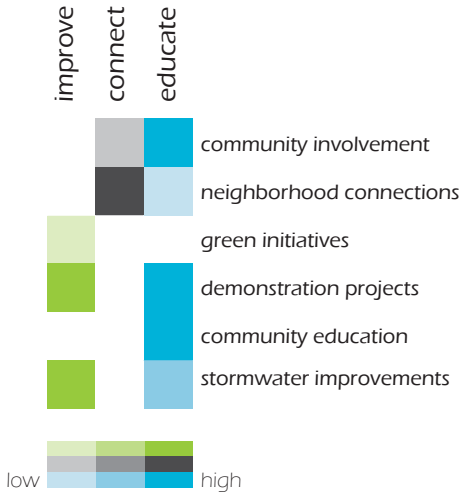 improve
connect
educate
community involvement
neighborhood connections
green initiatives
demonstration projects
community education
stormwater improvements
low
high